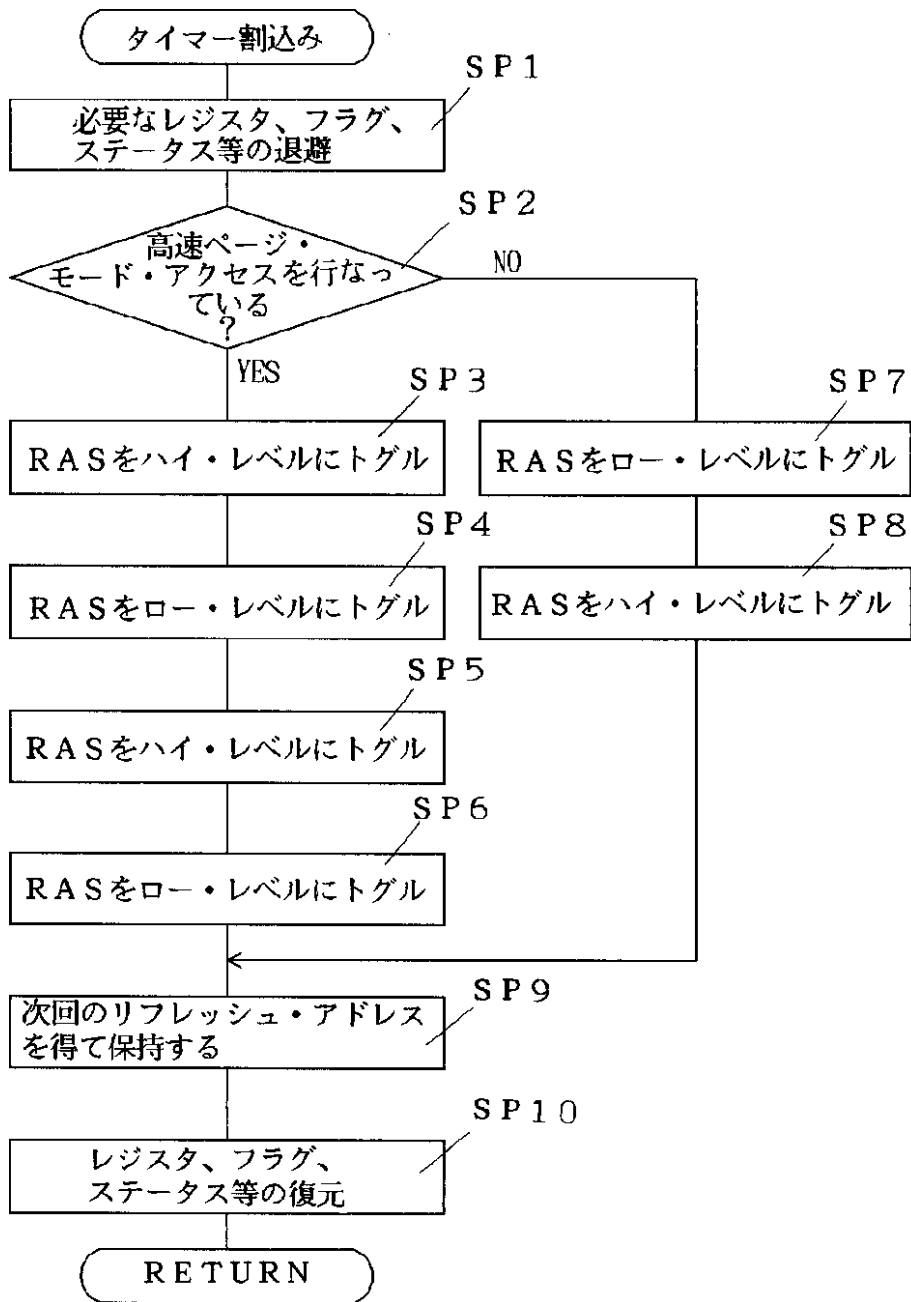 タイマー割込み
SP1
必要なレジスタ、フラグ、
ステータス等の退避
SP2
高速ページ・
モード・アクセスを行なっ
ている
?
NO
YES
SP3
RASをハイ・レベルにトグル
SP7
RASをロー・レベルにトグル
SP4
RASをロー・レベルにトグル
SP8
RASをハイ・レベルにトグル
SP5
RASをハイ・レベルにトグル
SP6
RASをロー・レベルにトグル
SP9
次回のリフレッシュ・アドレス
を得て保持する
SP10
レジスタ、フラグ、
ステータス等の復元
RETURN